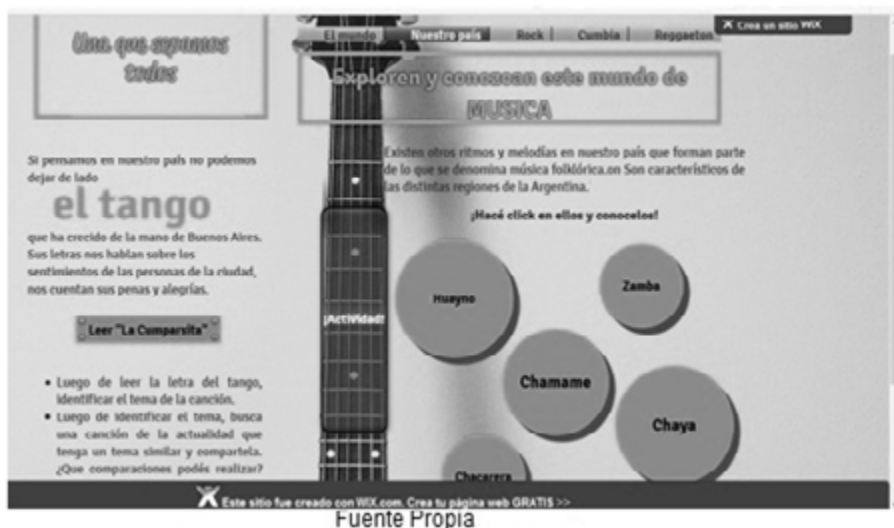 Una que sepamos
todos
El mundo
Nuestro país
Rock
Cumbia
Reggaeton
Crea un sitio WIX
Exploren y conozcan este mundo de
MUSICA
Si pensamos en nuestro país no podemos
dejar de lado
el tango
que ha crecido de la mano de Buenos Aires.
Sus letras nos hablan sobre los
sentimientos de las personas de la ciudad,
nos cuentan sus penas y alegrías.
Leer "La Cumparsita"
• Luego de leer la letra del tango,
identificar el tema de la canción.
• Luego de identificar el tema, busca
una canción de la actualidad que
tenga un tema similar y compartela.
¿Que comparaciones podés realizar?
¡Actividad!
Existen otros ritmos y melodías en nuestro país que forman parte
de lo que se denomina música folklórica.on Son característicos de
las distintas regiones de la Argentina.
¡Hacé click en ellos y conocelos!
Huayno
Zamba
Chamame
Chaya
Chacarera
Este sitio fue creado con WIX.com. Crea tu página web GRATIS >>
Fuente Propia